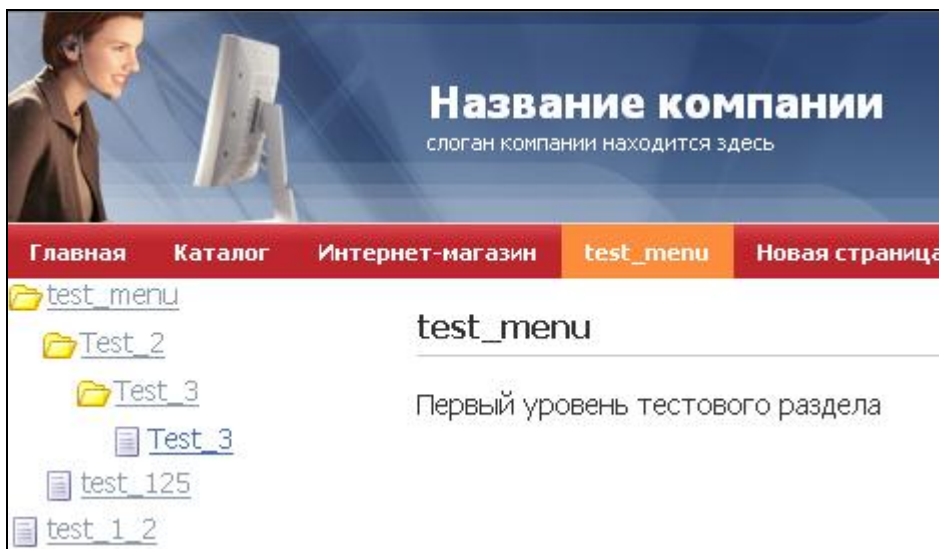 Название компании
слоган компании находится здесь
Главная Каталог Интернет-магазин test_menu Новая страница
test_menu
Test_2
Test_3
Test_3
test_125
test_1_2
test_menu
Первый уровень тестового раздела